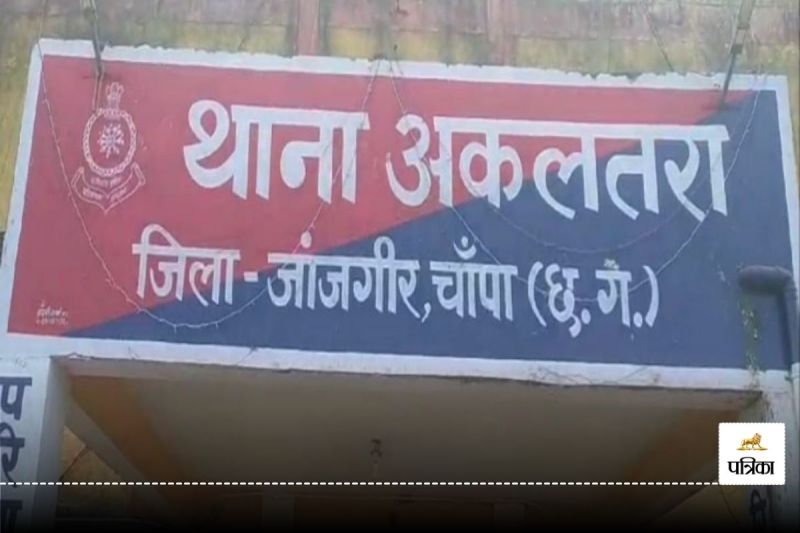 थाना अकलतरा
जिला - जांजगीर, चाँपा (छ. ग.)
पत्रिका